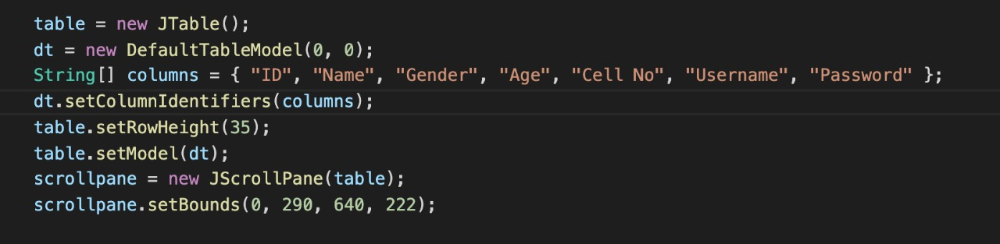 table = new JTable();
dt = new DefaultTableModel(0, 0);
String[] columns = { "ID", "Name", "Gender", "Age", "Cell No", "Username", "Password" };
dt.setColumnIdentifiers(columns);
table.setRowHeight(35);
table.setModel(dt);
scrollpane = new JScrollPane(table);
scrollpane.setBounds(0, 290, 640, 222);